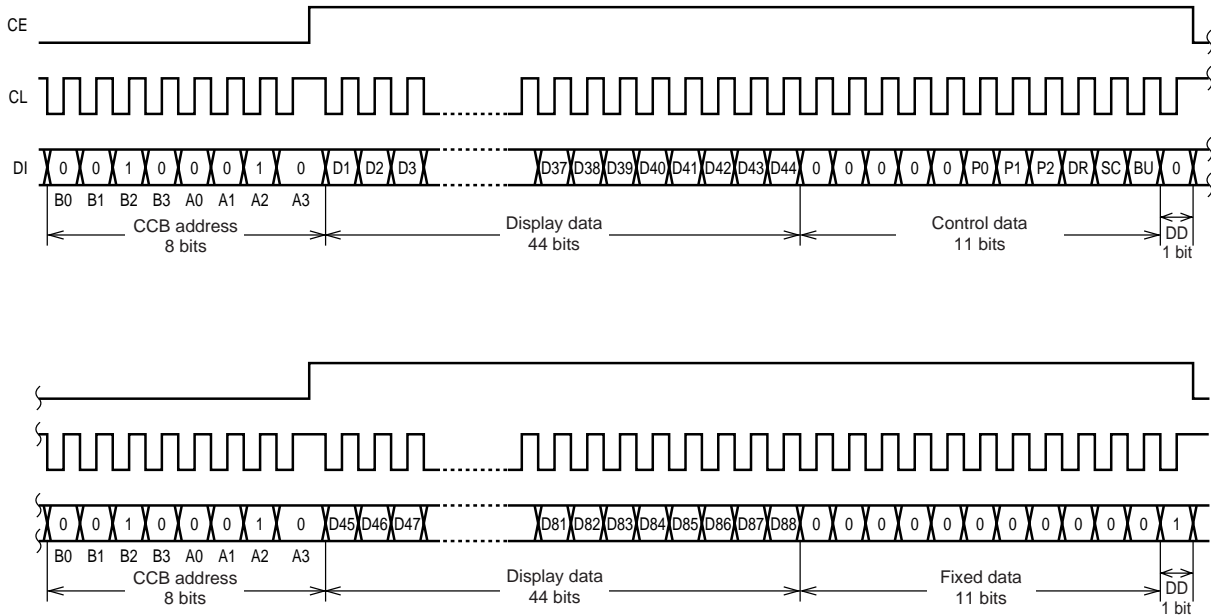 CE
CL
DI 0 0 1 0 0 0 1 0 D1 D2 D3 D37 D38 D39 D40 D41 D42 D43 D44 0 0 0 0 0 P0 P1 P2 DR SC BU 0
B0 B1 B2 B3 A0 A1 A2 A3
CCB address Display data Control data DD
8 bits 44 bits 11 bits 1 bit
0 0 1 0 0 0 1 0 D45 D46 D47 D81 D82 D83 D84 D85 D86 D87 D88 0 0 0 0 0 0 0 0 0 0 0 1
B0 B1 B2 B3 A0 A1 A2 A3
CCB address Display data Fixed data DD
8 bits 44 bits 11 bits 1 bit